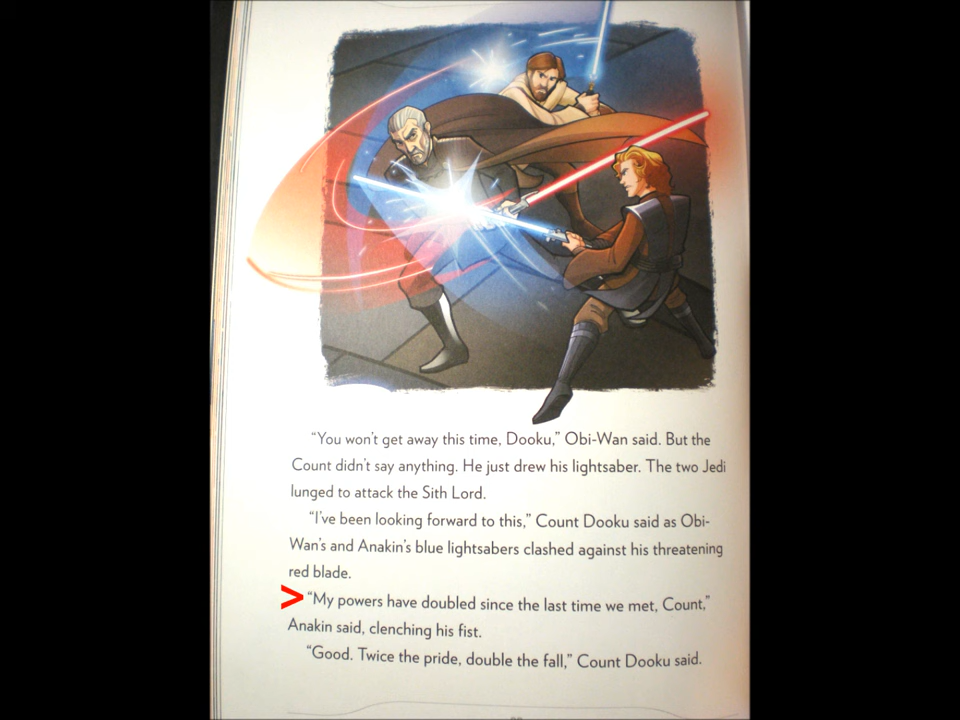 “You won’t get away this time, Dooku,” Obi-Wan said. But the
Count didn’t say anything. He just drew his lightsaber. The two Jedi
lunged to attack the Sith Lord.
“I’ve been looking forward to this,” Count Dooku said as Obi-
Wan’s and Anakin’s blue lightsabers clashed against his threatening
red blade.
> “My powers have doubled since the last time we met, Count,”
Anakin said, clenching his fist.
“Good. Twice the pride, double the fall,” Count Dooku said.